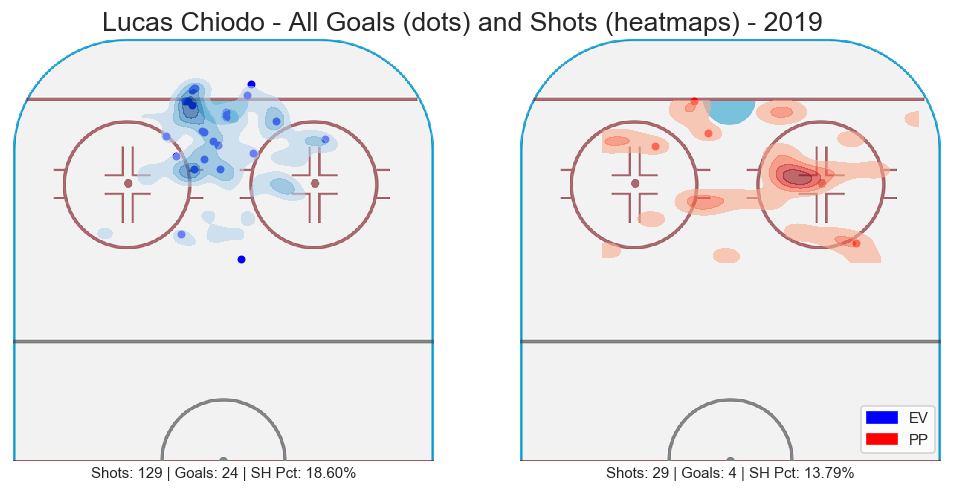 Lucas Chiodo - All Goals (dots) and Shots (heatmaps) - 2019
EV
PP
Shots: 129 | Goals: 24 | SH Pct: 18.60%
Shots: 29 | Goals: 4 | SH Pct: 13.79%